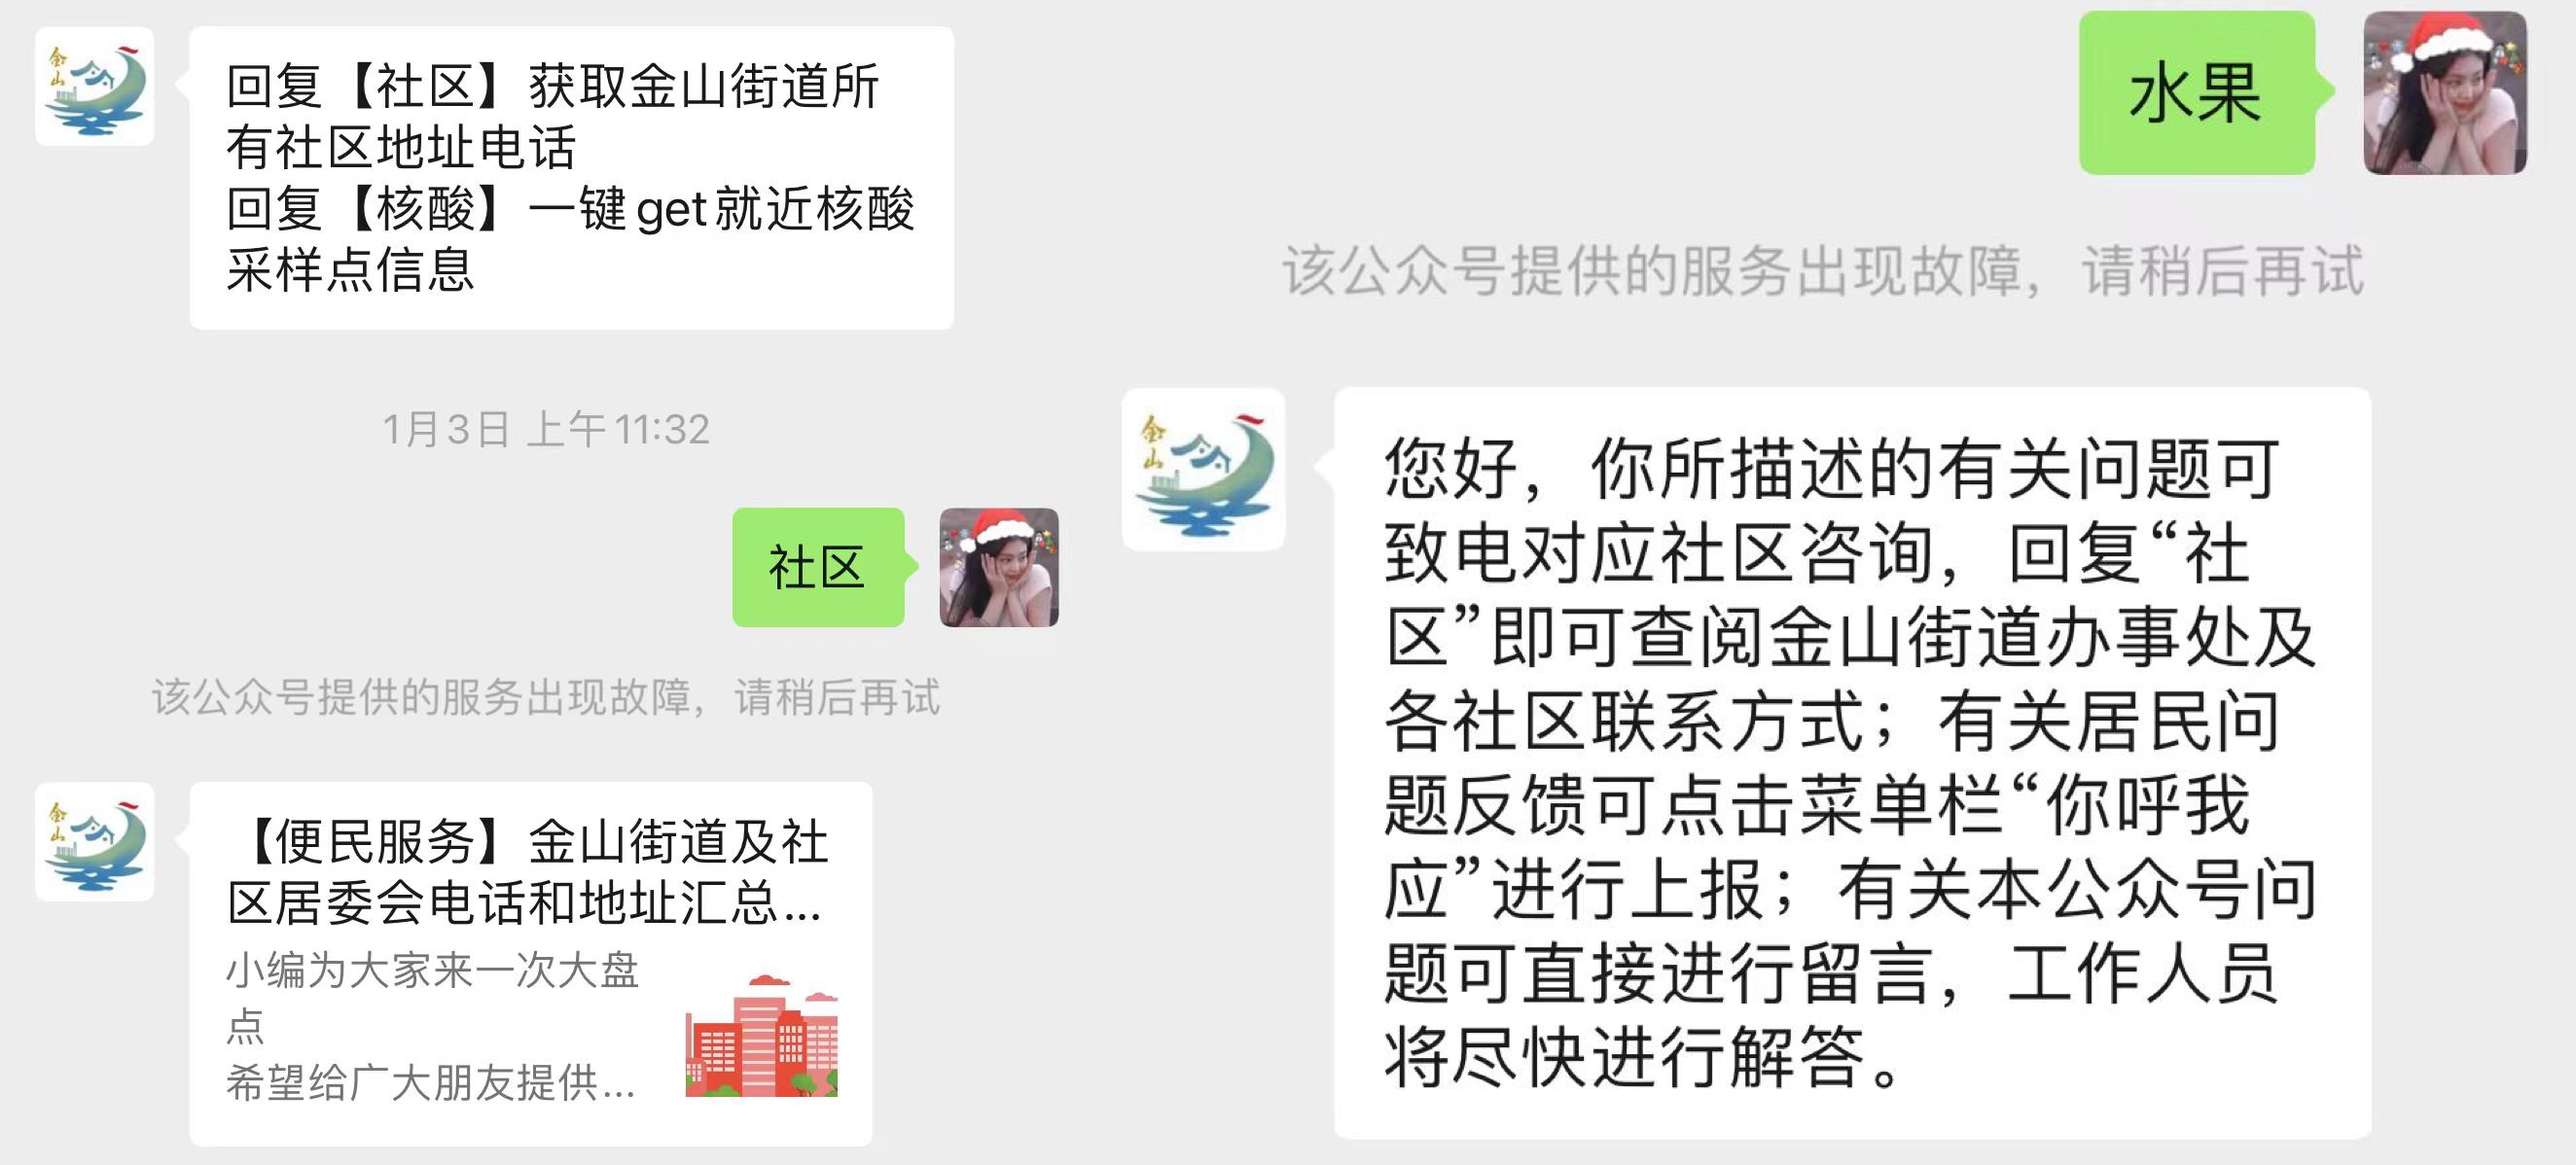 金山
回复【社区】获取金山街道所
有社区地址电话
回复【核酸】一键get就近核酸
采样点信息
1月3日 上午11:32
社区
该公众号提供的服务出现故障，请稍后再试
金山
【便民服务】金山街道及社
区居委会电话和地址汇总...
小编为大家来一次大盘
点
希望给广大朋友提供...
水果
该公众号提供的服务出现故障，请稍后再试
金山
您好，你所描述的有关问题可
致电对应社区咨询，回复“社
区”即可查阅金山街道办事处及
各社区联系方式；有关居民问
题反馈可点击菜单栏“你呼我
应”进行上报；有关本公众号问
题可直接进行留言，工作人员
将尽快进行解答。